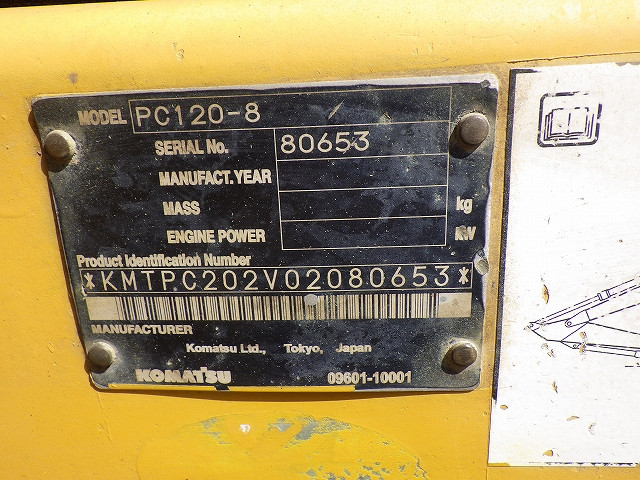 MODEL PC120-8
SERIAL No. 80653
MANUFACT. YEAR
MASS kg
ENGINE POWER kW
Product Identification Number
*KMTPC202V02080653*
MANUFACTURER
Komatsu Ltd., Tokyo, Japan
KOMATSU 09601-10001